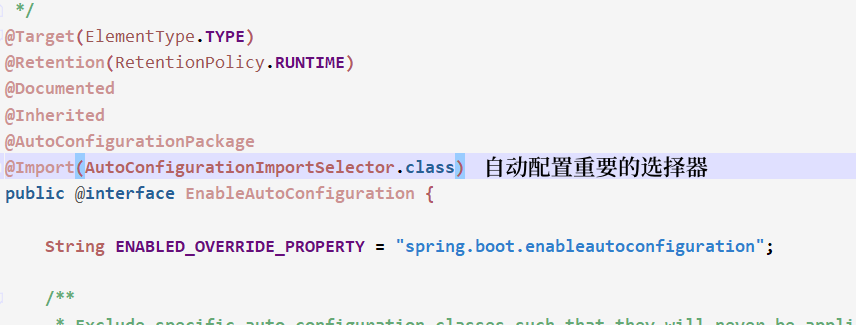 */
@Target(ElementType.TYPE)
@Retention(RetentionPolicy.RUNTIME)
@Documented
@Inherited
@AutoConfigurationPackage
@Import(AutoConfigurationImportSelector.class) 自动配置重要的选择器
public @interface EnableAutoConfiguration {
String ENABLED_OVERRIDE_PROPERTY = "spring.boot.enableautoconfiguration";
/**
* Exclude specific auto-configuration classes such that they will never be appli